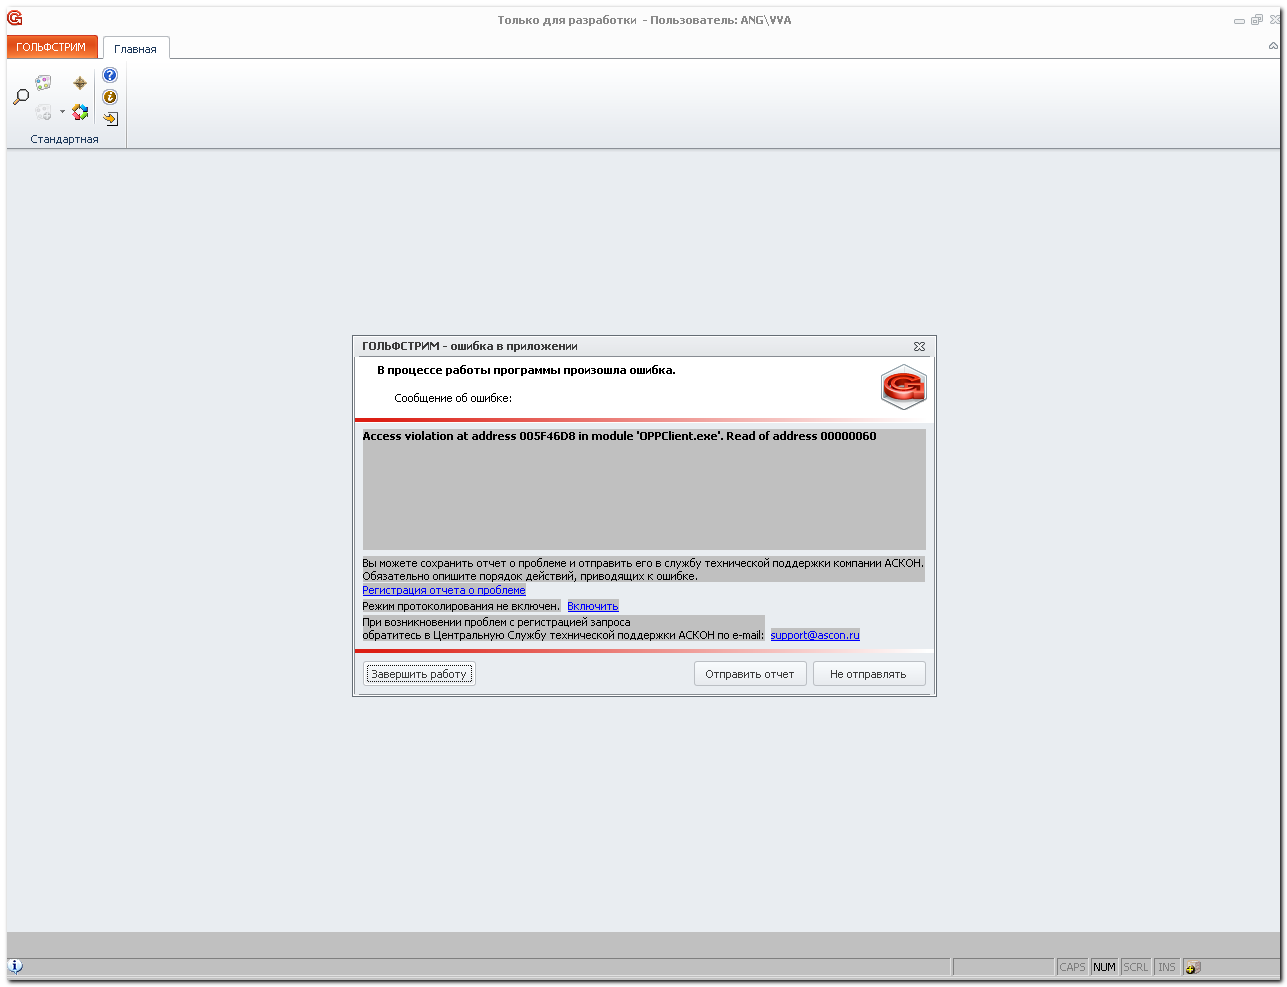 Только для разработки - Пользователь: ANG\VVA
ГОЛЬФСТРИМ
Главная
Стандартная
ГОЛЬФСТРИМ - ошибка в приложении
В процессе работы программы произошла ошибка.
Сообщение об ошибке:
Access violation at address 005F46D8 in module 'OPPClient.exe'. Read of address 00000060
Вы можете сохранить отчет о проблеме и отправить его в службу технической поддержки компании АСКОН.
Обязательно опишите порядок действий, приводящих к ошибке.
Регистрация отчета о проблеме
Режим протоколирования не включен. Включить
При возникновении проблем с регистрацией запроса
обратитесь в Центральную Службу технической поддержки АСКОН по e-mail: support@ascon.ru
Завершить работу
Отправить отчет
Не отправлять
CAPS NUM SCRL INS